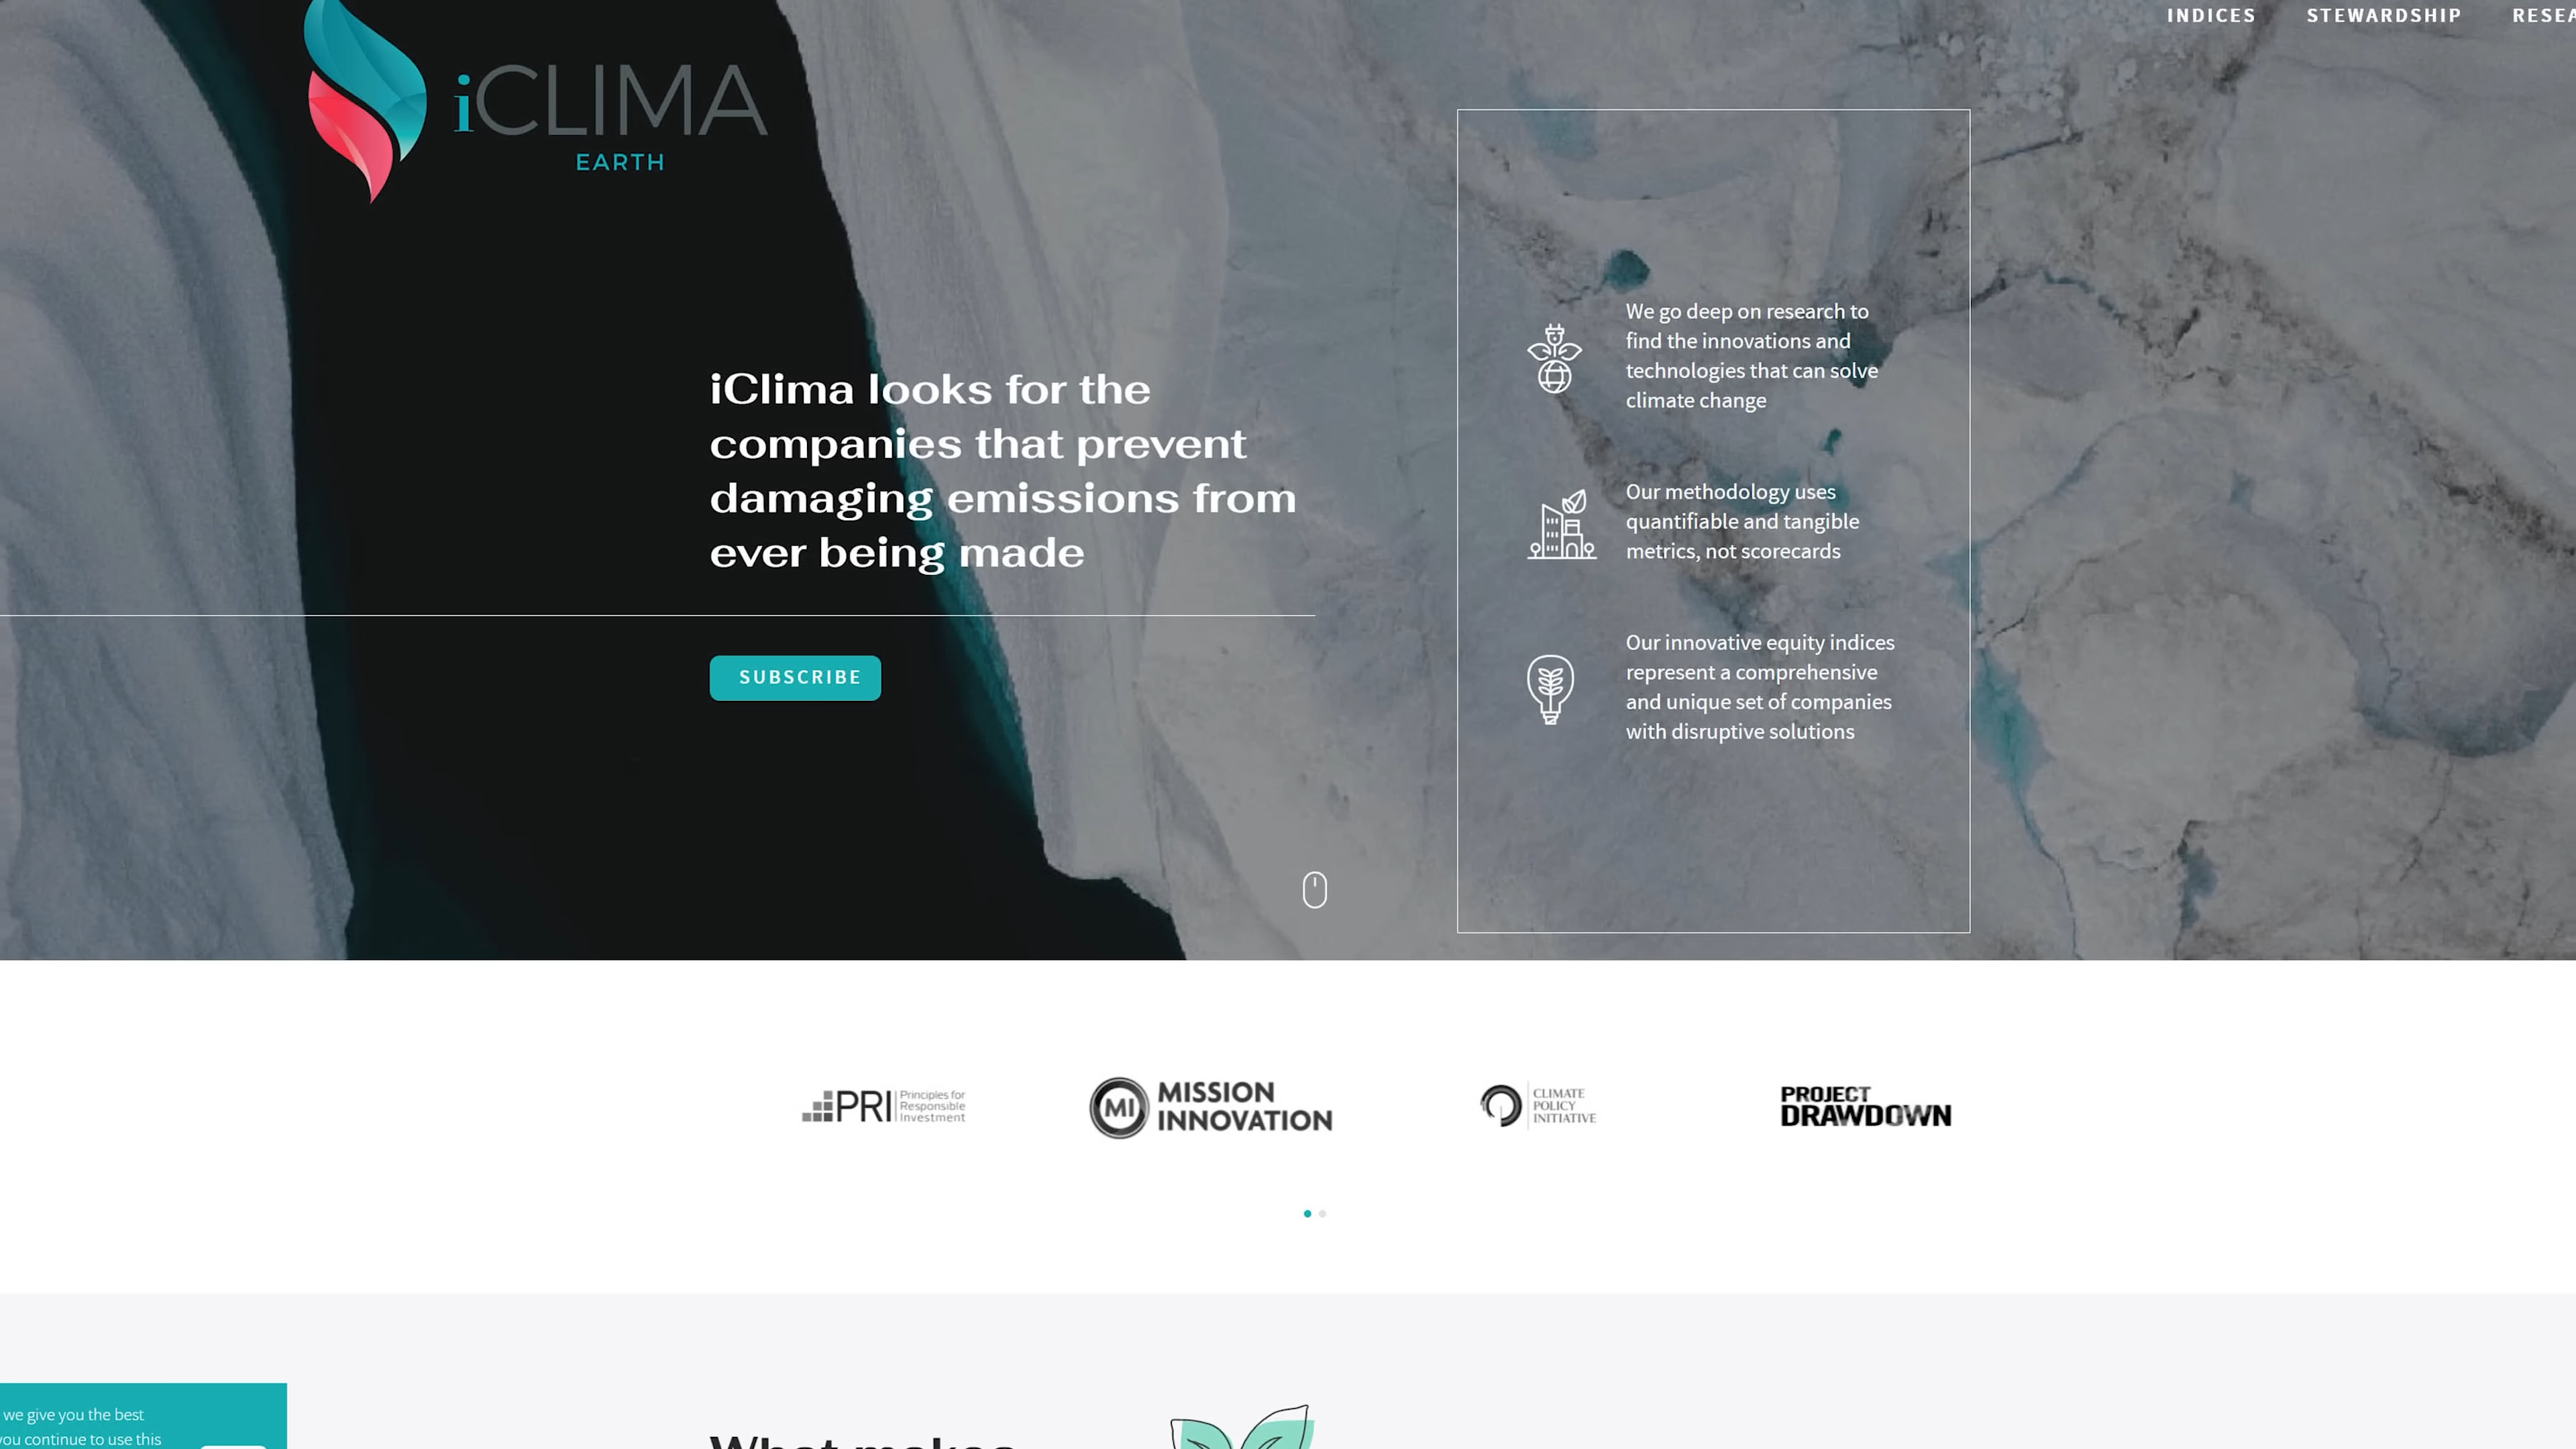 INDICES STEWARDSHIP
iCLIMA
EARTH
iClima looks for the
companies that prevent
damaging emissions from
ever being made
SUBSCRIBE
We go deep on research to
find the innovations and
technologies that can solve
climate change
Our methodology uses
quantifiable and tangible
metrics, not scorecards
Our innovative equity indices
represent a comprehensive
and unique set of companies
with disruptive solutions
PRI Principles for
Responsible
Investment
MI MISSION
INNOVATION
CLIMATE
POLICY
INITIATIVE
PROJECT
DRAWDOWN
we give you the best
you continue to use this
What makes